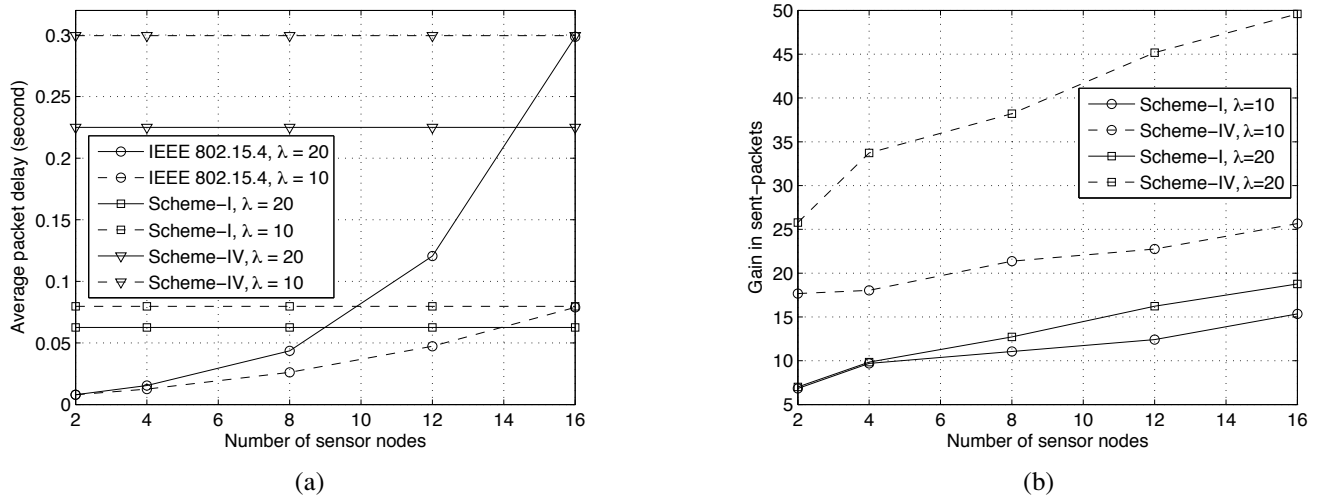 0.3
0.25
0.2
0.15
0.1
0.05
0
Average packet delay (second)
IEEE 802.15.4, λ = 20
IEEE 802.15.4, λ = 10
Scheme−I, λ = 20
Scheme−I, λ = 10
Scheme−IV, λ = 20
Scheme−IV, λ = 10
2 4 6 8 10 12 14 16
Number of sensor nodes
(a)
50
45
40
35
30
25
20
15
10
5
Gain in sent−packets
Scheme−I, λ=10
Scheme−IV, λ=10
Scheme−I, λ=20
Scheme−IV, λ=20
2 4 6 8 10 12 14 16
Number of sensor nodes
(b)